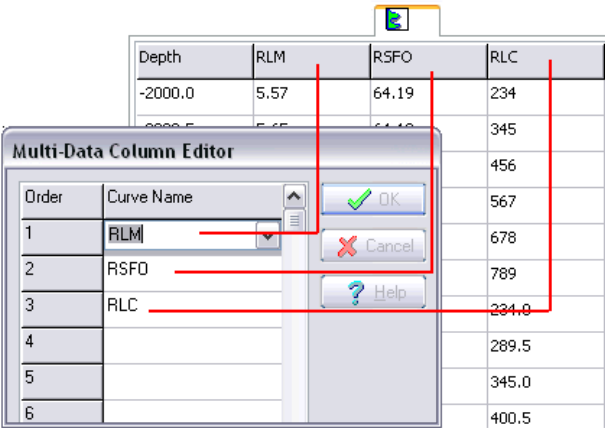 Depth RLM RSFO RLC
-2000.0 5.57 64.19 234
345
Multi-Data Column Editor
456
Order Curve Name OK
567
1 RLM
678
Cancel
2 RSFO
789
Help
3 RLC
234.0
4
289.5
5
345.0
6
400.5